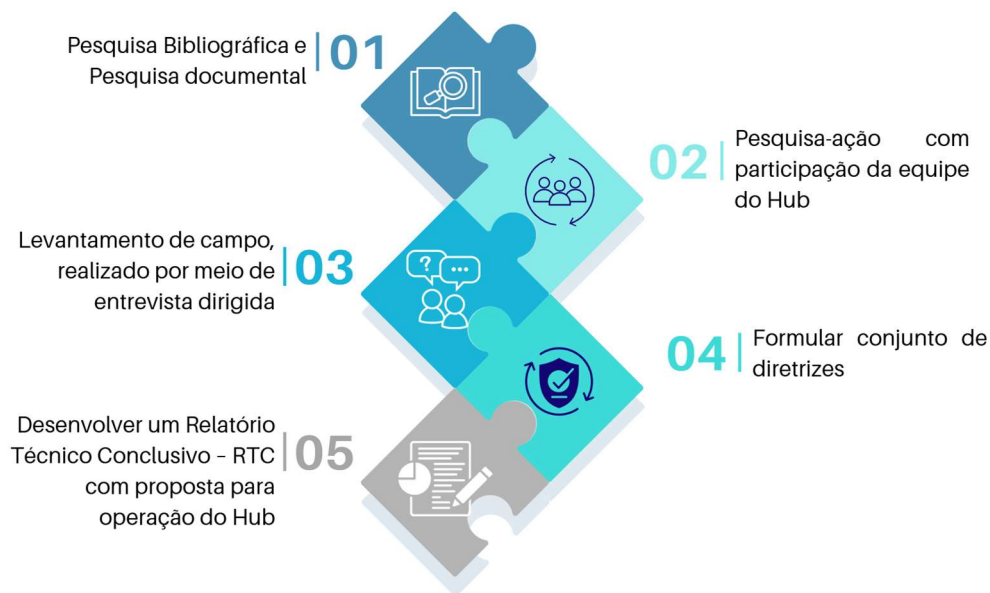 Pesquisa Bibliográfica e
Pesquisa documental
01
02
Pesquisa-ação com
participação da equipe
do Hub
Levantamento de campo,
realizado por meio de
entrevista dirigida
03
?
...
04
Formular conjunto de
diretrizes
Desenvolver um Relatório
Técnico Conclusivo – RTC
com proposta para
operação do Hub
05